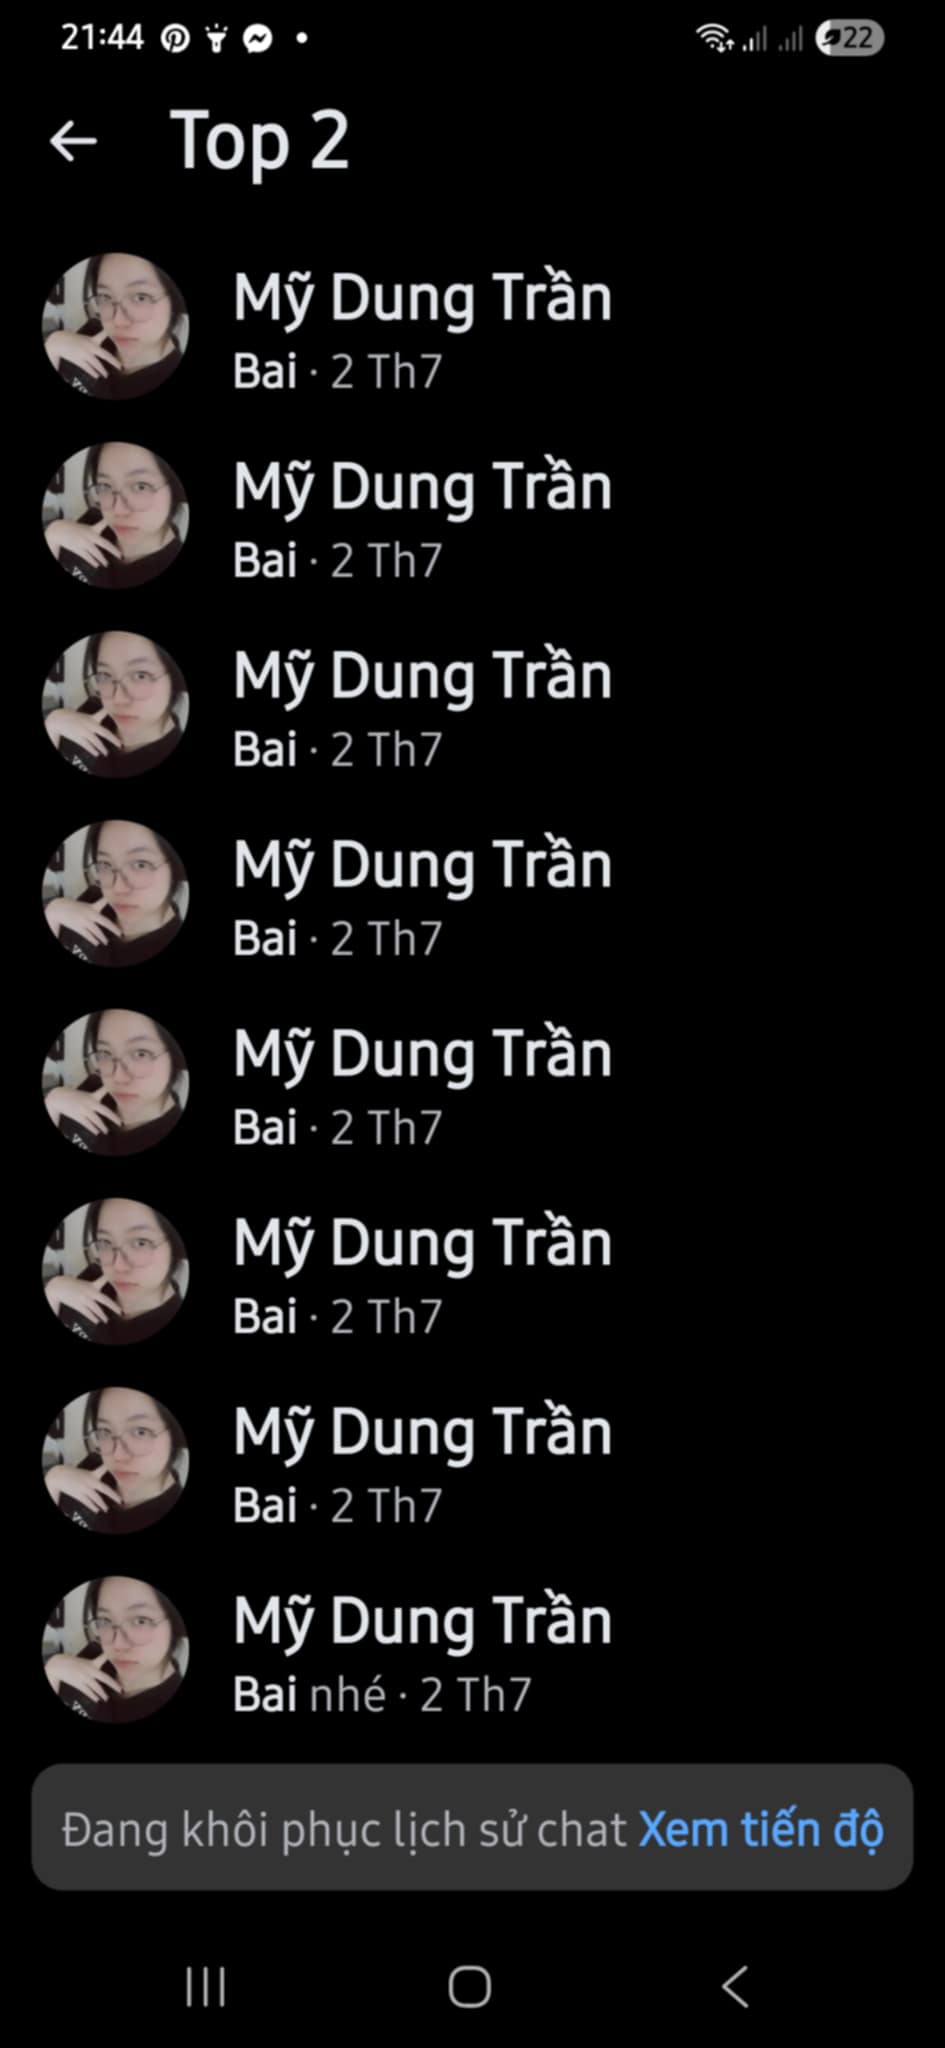 21:44
22
Top 2
Mỹ Dung Trần
Bai · 2 Th7
Mỹ Dung Trần
Bai · 2 Th7
Mỹ Dung Trần
Bai · 2 Th7
Mỹ Dung Trần
Bai · 2 Th7
Mỹ Dung Trần
Bai · 2 Th7
Mỹ Dung Trần
Bai · 2 Th7
Mỹ Dung Trần
Bai · 2 Th7
Mỹ Dung Trần
Bai nhé · 2 Th7
Đang khôi phục lịch sử chat Xem tiến độ